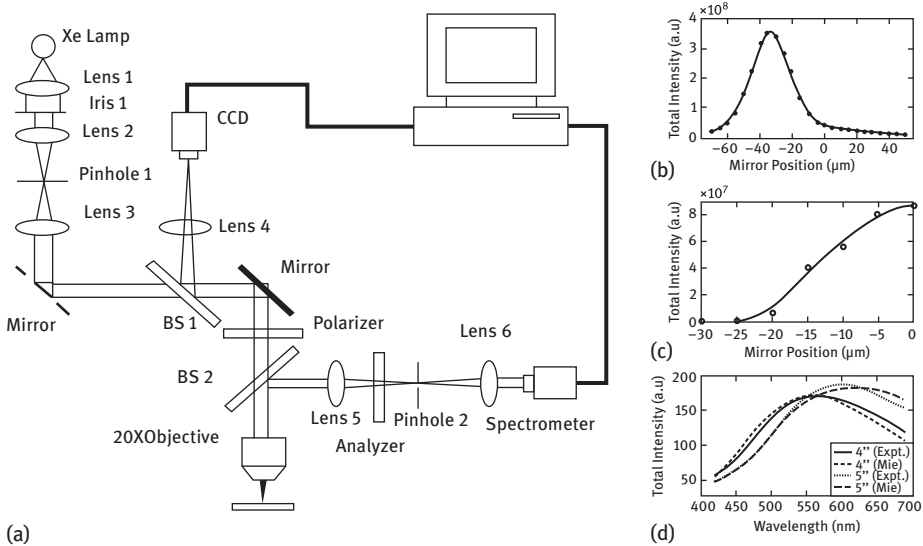 Xe Lamp
Lens 1
Iris 1
Lens 2
Pinhole 1
Lens 3
Mirror
CCD
Lens 4
BS 1
Mirror
Polarizer
BS 2
20XObjective
Lens 5
Analyzer
Pinhole 2
Lens 6
Spectrometer
(a)
×10⁸
Total Intensity (a.u)
4
3
2
1
0
−60 −40 −20 0 20 40
Mirror Position (µm)
(b)
×10⁷
Total Intensity (a.u)
8
6
4
2
0
−30 −25 −20 −15 −10 −5 0
Mirror Position (µm)
(c)
Total Intensity (a.u)
200
150
100
50
4’’ (Expt.)
4’’ (Mie)
5’’ (Expt.)
5’’ (Mie)
400 450 500 550 600 650 700
Wavelength (nm)
(d)